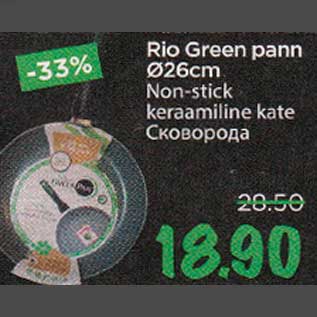 -33%
Rio Green pann
Ø26cm
Non-stick
keraamiline kate
Сковорода
28.50
18.90